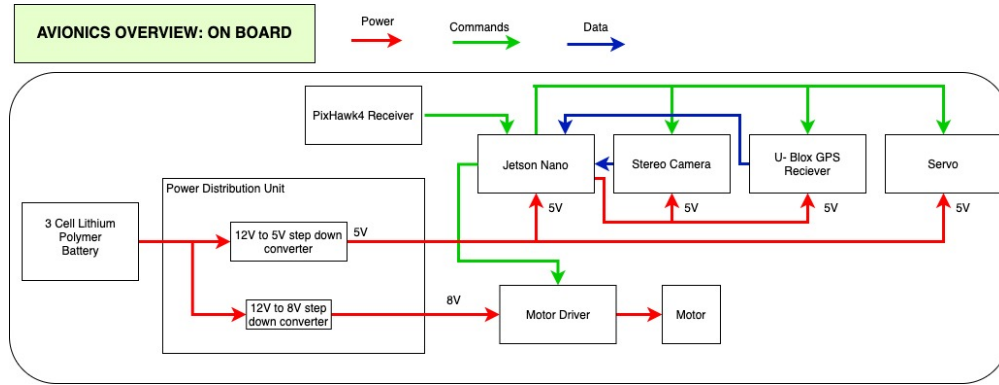 AVIONICS OVERVIEW: ON BOARD
Power
Commands
Data
PixHawk4 Receiver
Jetson Nano
Stereo Camera
U- Blox GPS
Reciever
Servo
Power Distribution Unit
3 Cell Lithium
Polymer
Battery
12V to 5V step down
converter
5V
5V
5V
5V
5V
12V to 8V step
down converter
8V
Motor Driver
Motor